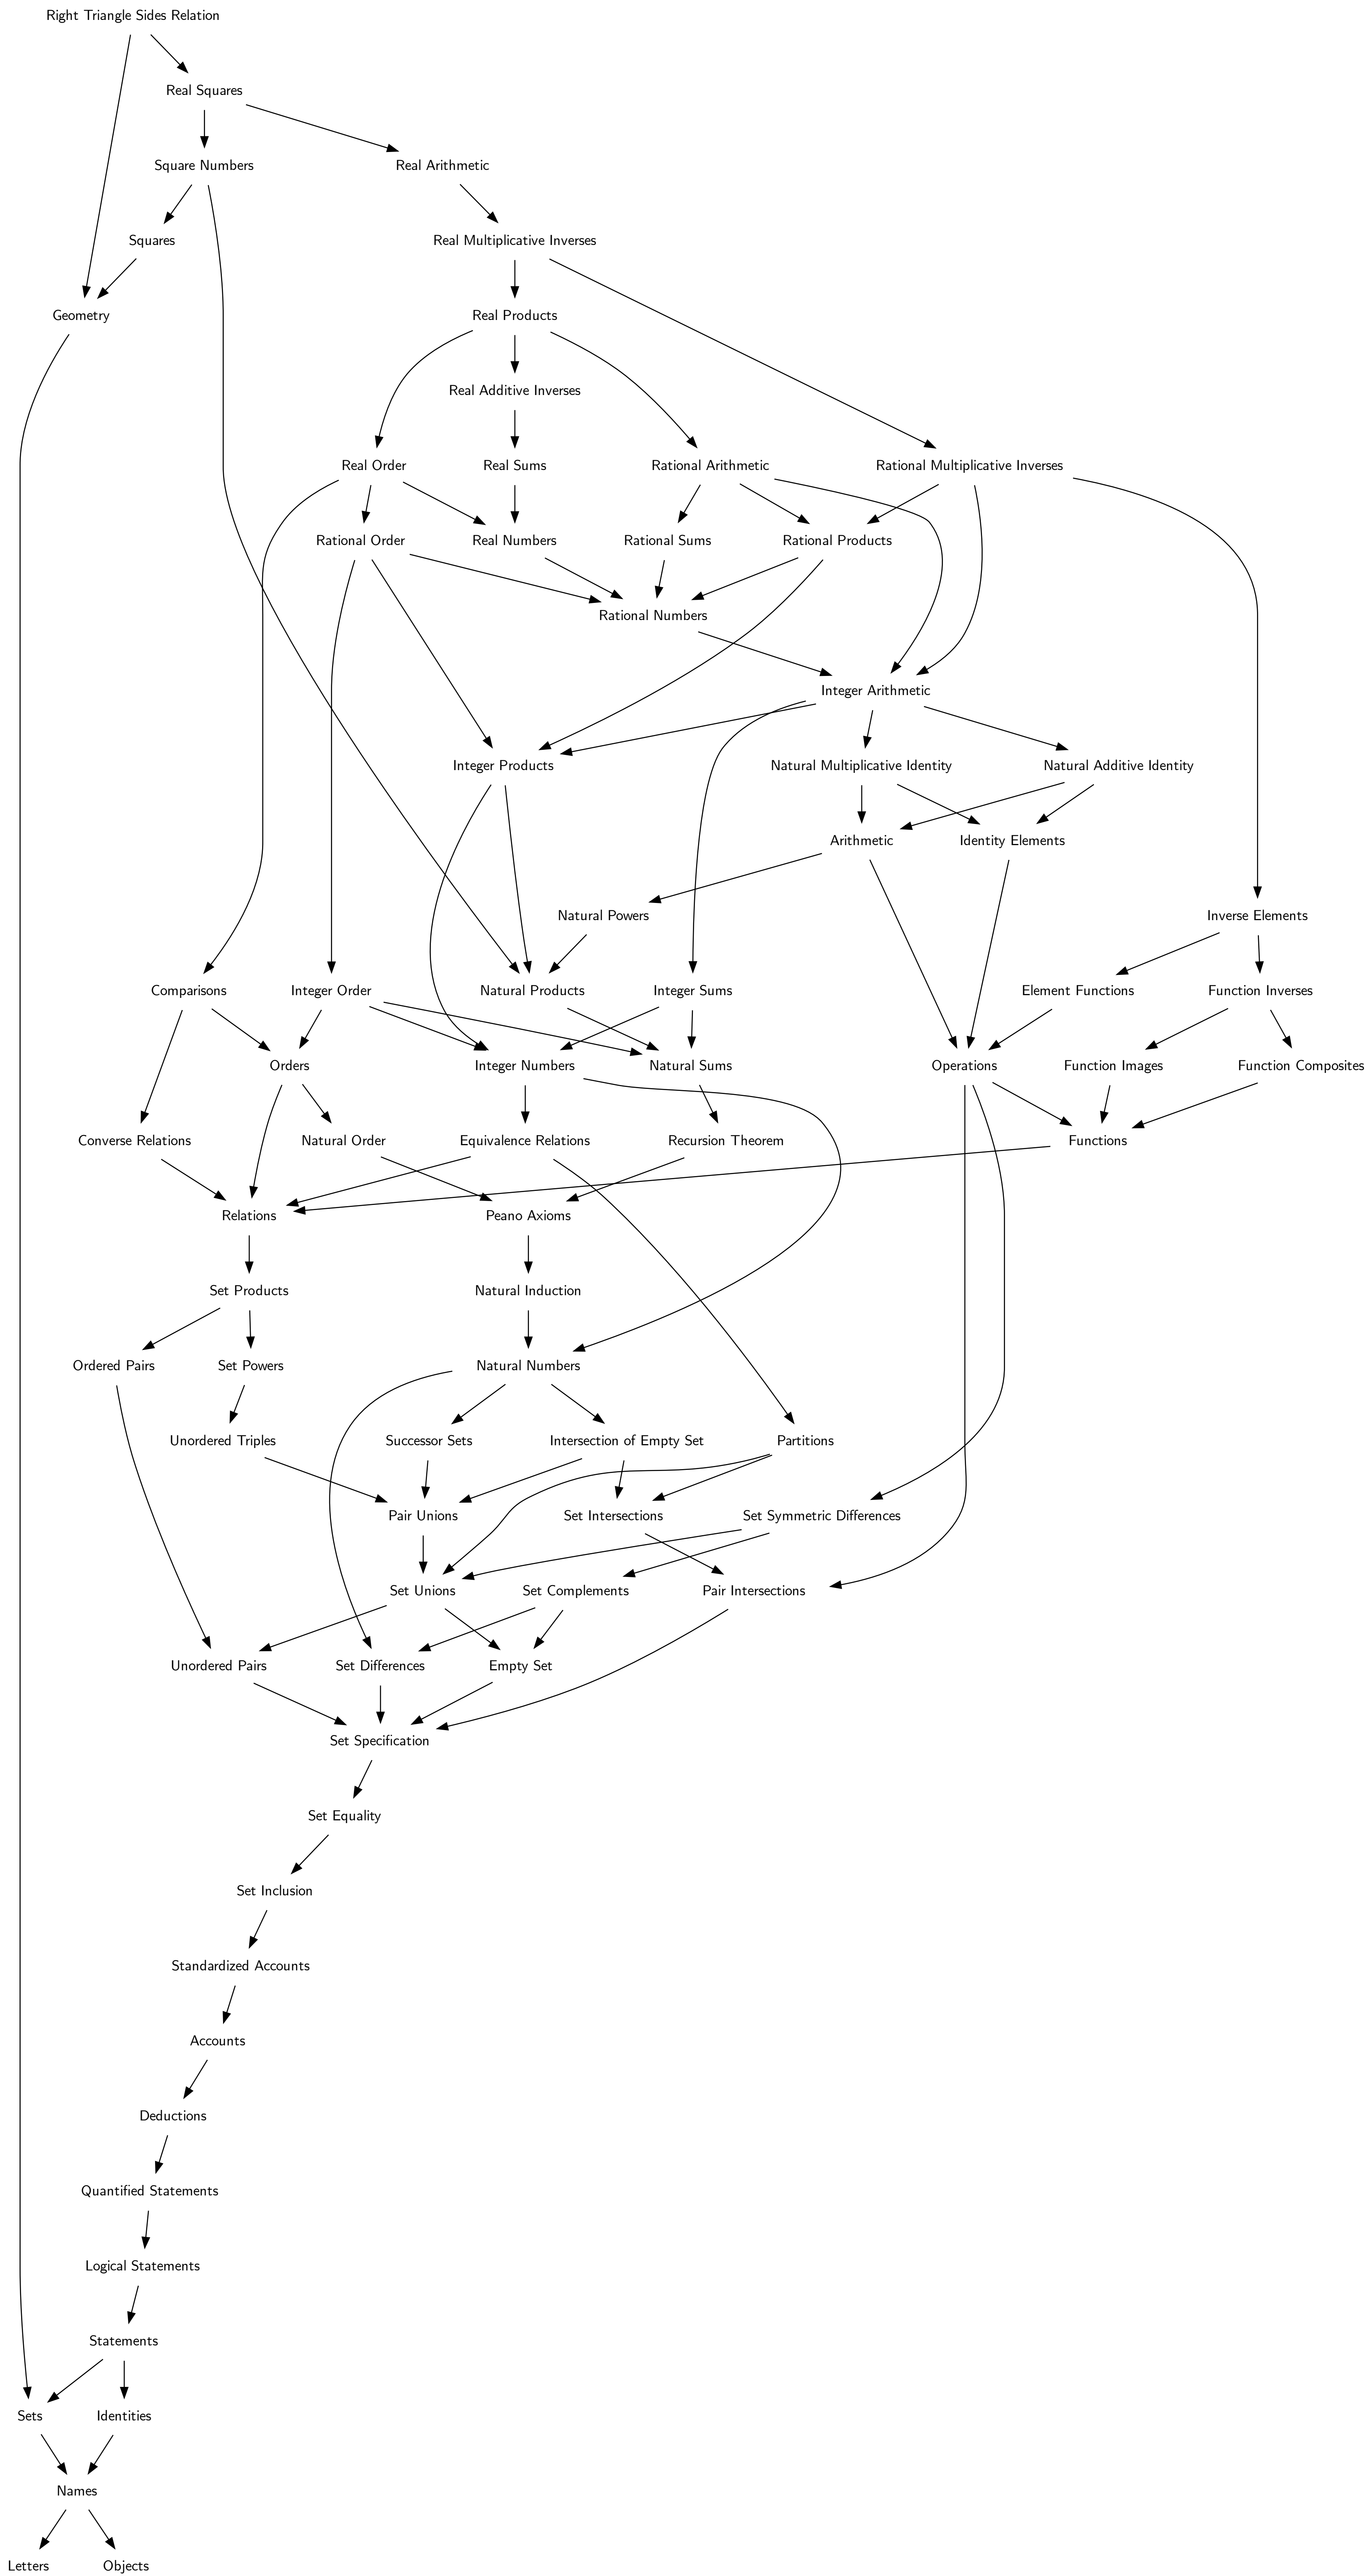 Right Triangle Sides Relation
Real Squares
Square Numbers
Real Arithmetic
Squares
Real Multiplicative Inverses
Geometry
Real Products
Real Additive Inverses
Real Order
Real Sums
Rational Arithmetic
Rational Multiplicative Inverses
Rational Order
Real Numbers
Rational Sums
Rational Products
Rational Numbers
Integer Arithmetic
Integer Products
Natural Multiplicative Identity
Natural Additive Identity
Arithmetic
Identity Elements
Natural Powers
Inverse Elements
Comparisons
Integer Order
Natural Products
Integer Sums
Element Functions
Function Inverses
Orders
Integer Numbers
Natural Sums
Operations
Function Images
Function Composites
Converse Relations
Natural Order
Equivalence Relations
Recursion Theorem
Functions
Relations
Peano Axioms
Set Products
Natural Induction
Ordered Pairs
Set Powers
Natural Numbers
Unordered Triples
Successor Sets
Intersection of Empty Set
Partitions
Pair Unions
Set Intersections
Set Symmetric Differences
Set Unions
Set Complements
Pair Intersections
Unordered Pairs
Set Differences
Empty Set
Set Specification
Set Equality
Set Inclusion
Standardized Accounts
Accounts
Deductions
Quantified Statements
Logical Statements
Statements
Sets
Identities
Names
Letters
Objects